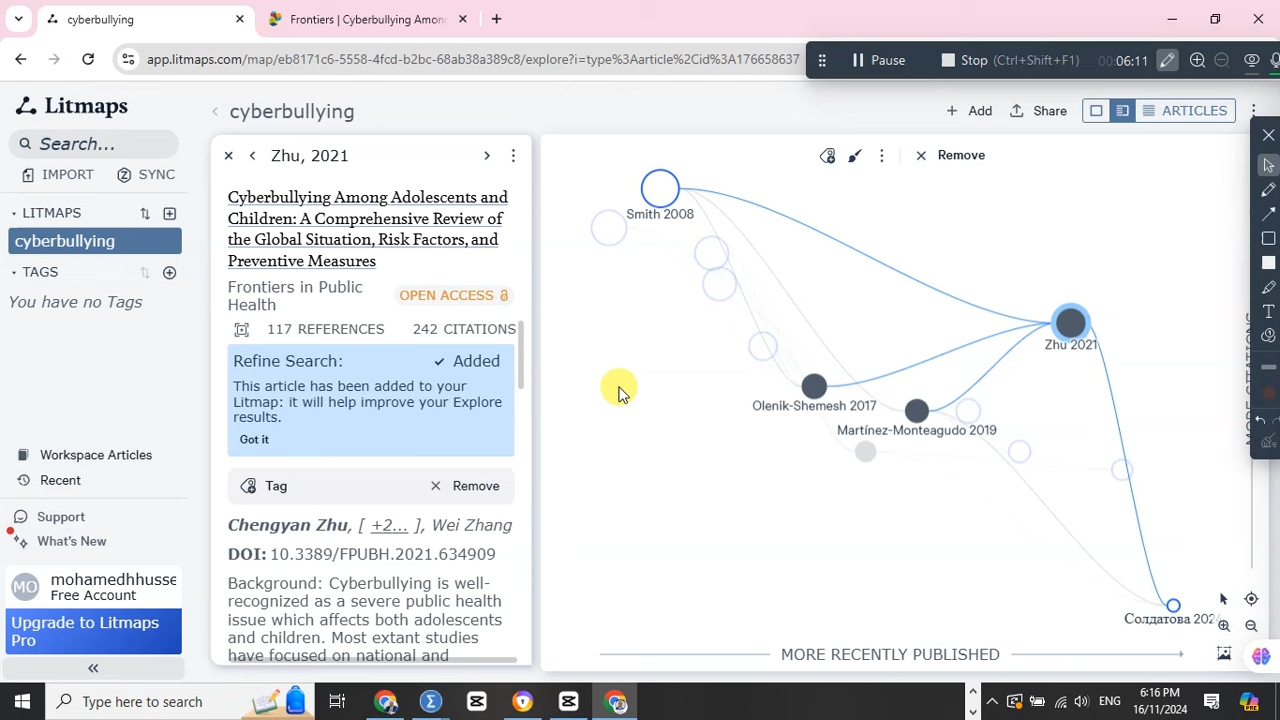 cyberbullying
Frontiers | Cyberbullying Amon
app.litmaps.com/map/eb8171c6-5558-4fcd-b2bc-68ab38a389c8/explore?i=type%3Aarticle%2Cid%3A176658637
Pause
Stop (Ctrl+Shift+F1)
00:06:11
Litmaps
Search...
IMPORT
SYNC
LITMAPS
cyberbullying
TAGS
You have no Tags
Workspace Articles
Recent
Support
What's New
MO
mohamedhhusse
Free Account
Upgrade to Litmaps
Pro
cyberbullying
Add
Share
ARTICLES
Zhu, 2021
Cyberbullying Among Adolescents and
Children: A Comprehensive Review of
the Global Situation, Risk Factors, and
Preventive Measures
Frontiers in Public
Health
OPEN ACCESS
117 REFERENCES
242 CITATIONS
Refine Search:
Added
This article has been added to your
Litmap: it will help improve your Explore
results.
Got it
Tag
Remove
Chengyan Zhu, [ +2... ], Wei Zhang
DOI: 10.3389/FPUBH.2021.634909
Background: Cyberbullying is well-
recognized as a severe public health
issue which affects both adolescents
and children. Most extant studies
have focused on national and
Remove
Smith 2008
Zhu 2021
Olenik-Shemesh 2017
Martínez-Monteagudo 2019
Солдатова 202
MORE RECENTLY PUBLISHED
Type here to search
ENG
6:16 PM
16/11/2024